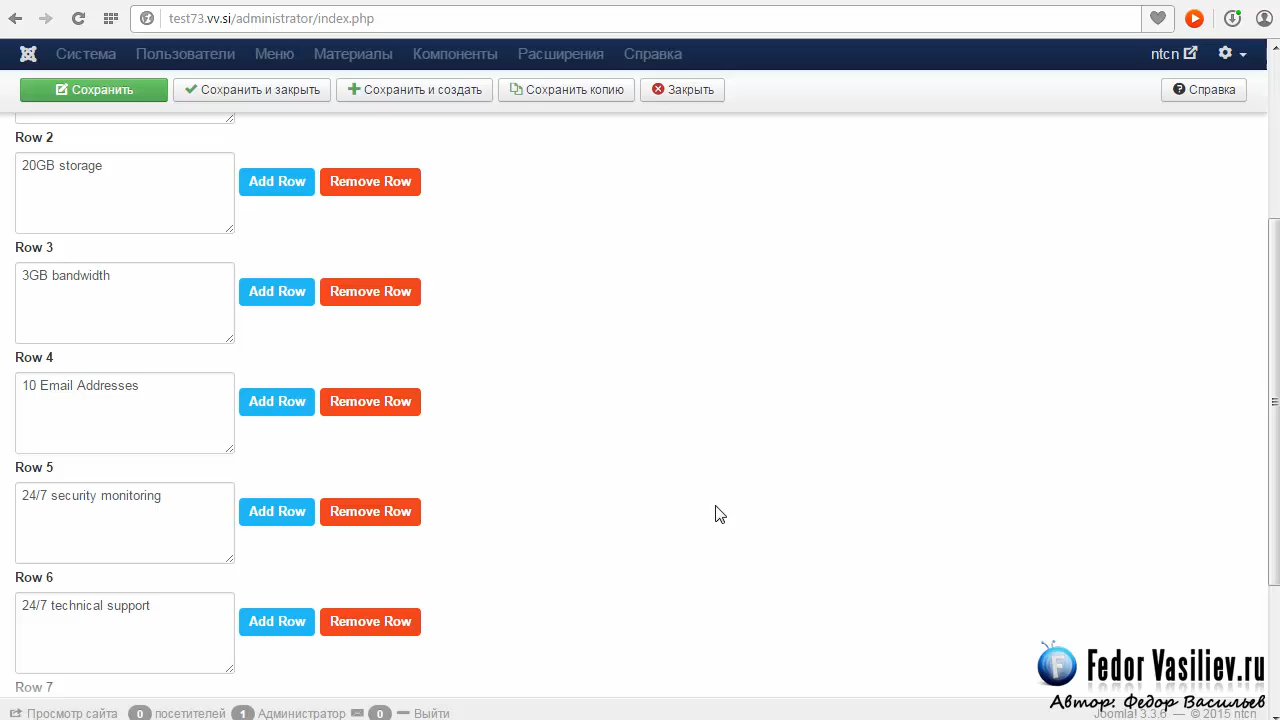 test73.vv.si/administrator/index.php
Система Пользователи Меню Материалы Компоненты Расширения Справка ntcn
Сохранить Сохранить и закрыть Сохранить и создать Сохранить копию Закрыть Справка
Row 2
20GB storage
Add Row Remove Row
Row 3
3GB bandwidth
Add Row Remove Row
Row 4
10 Email Addresses
Add Row Remove Row
Row 5
24/7 security monitoring
Add Row Remove Row
Row 6
24/7 technical support
Add Row Remove Row
Row 7
Fedor Vasiliev.ru
Автор: Федор Васильев
Просмотр сайта 0 посетителей 1 Администратор 0 Выйти
Joomla! 3.3.6 — © 2015 ntcn